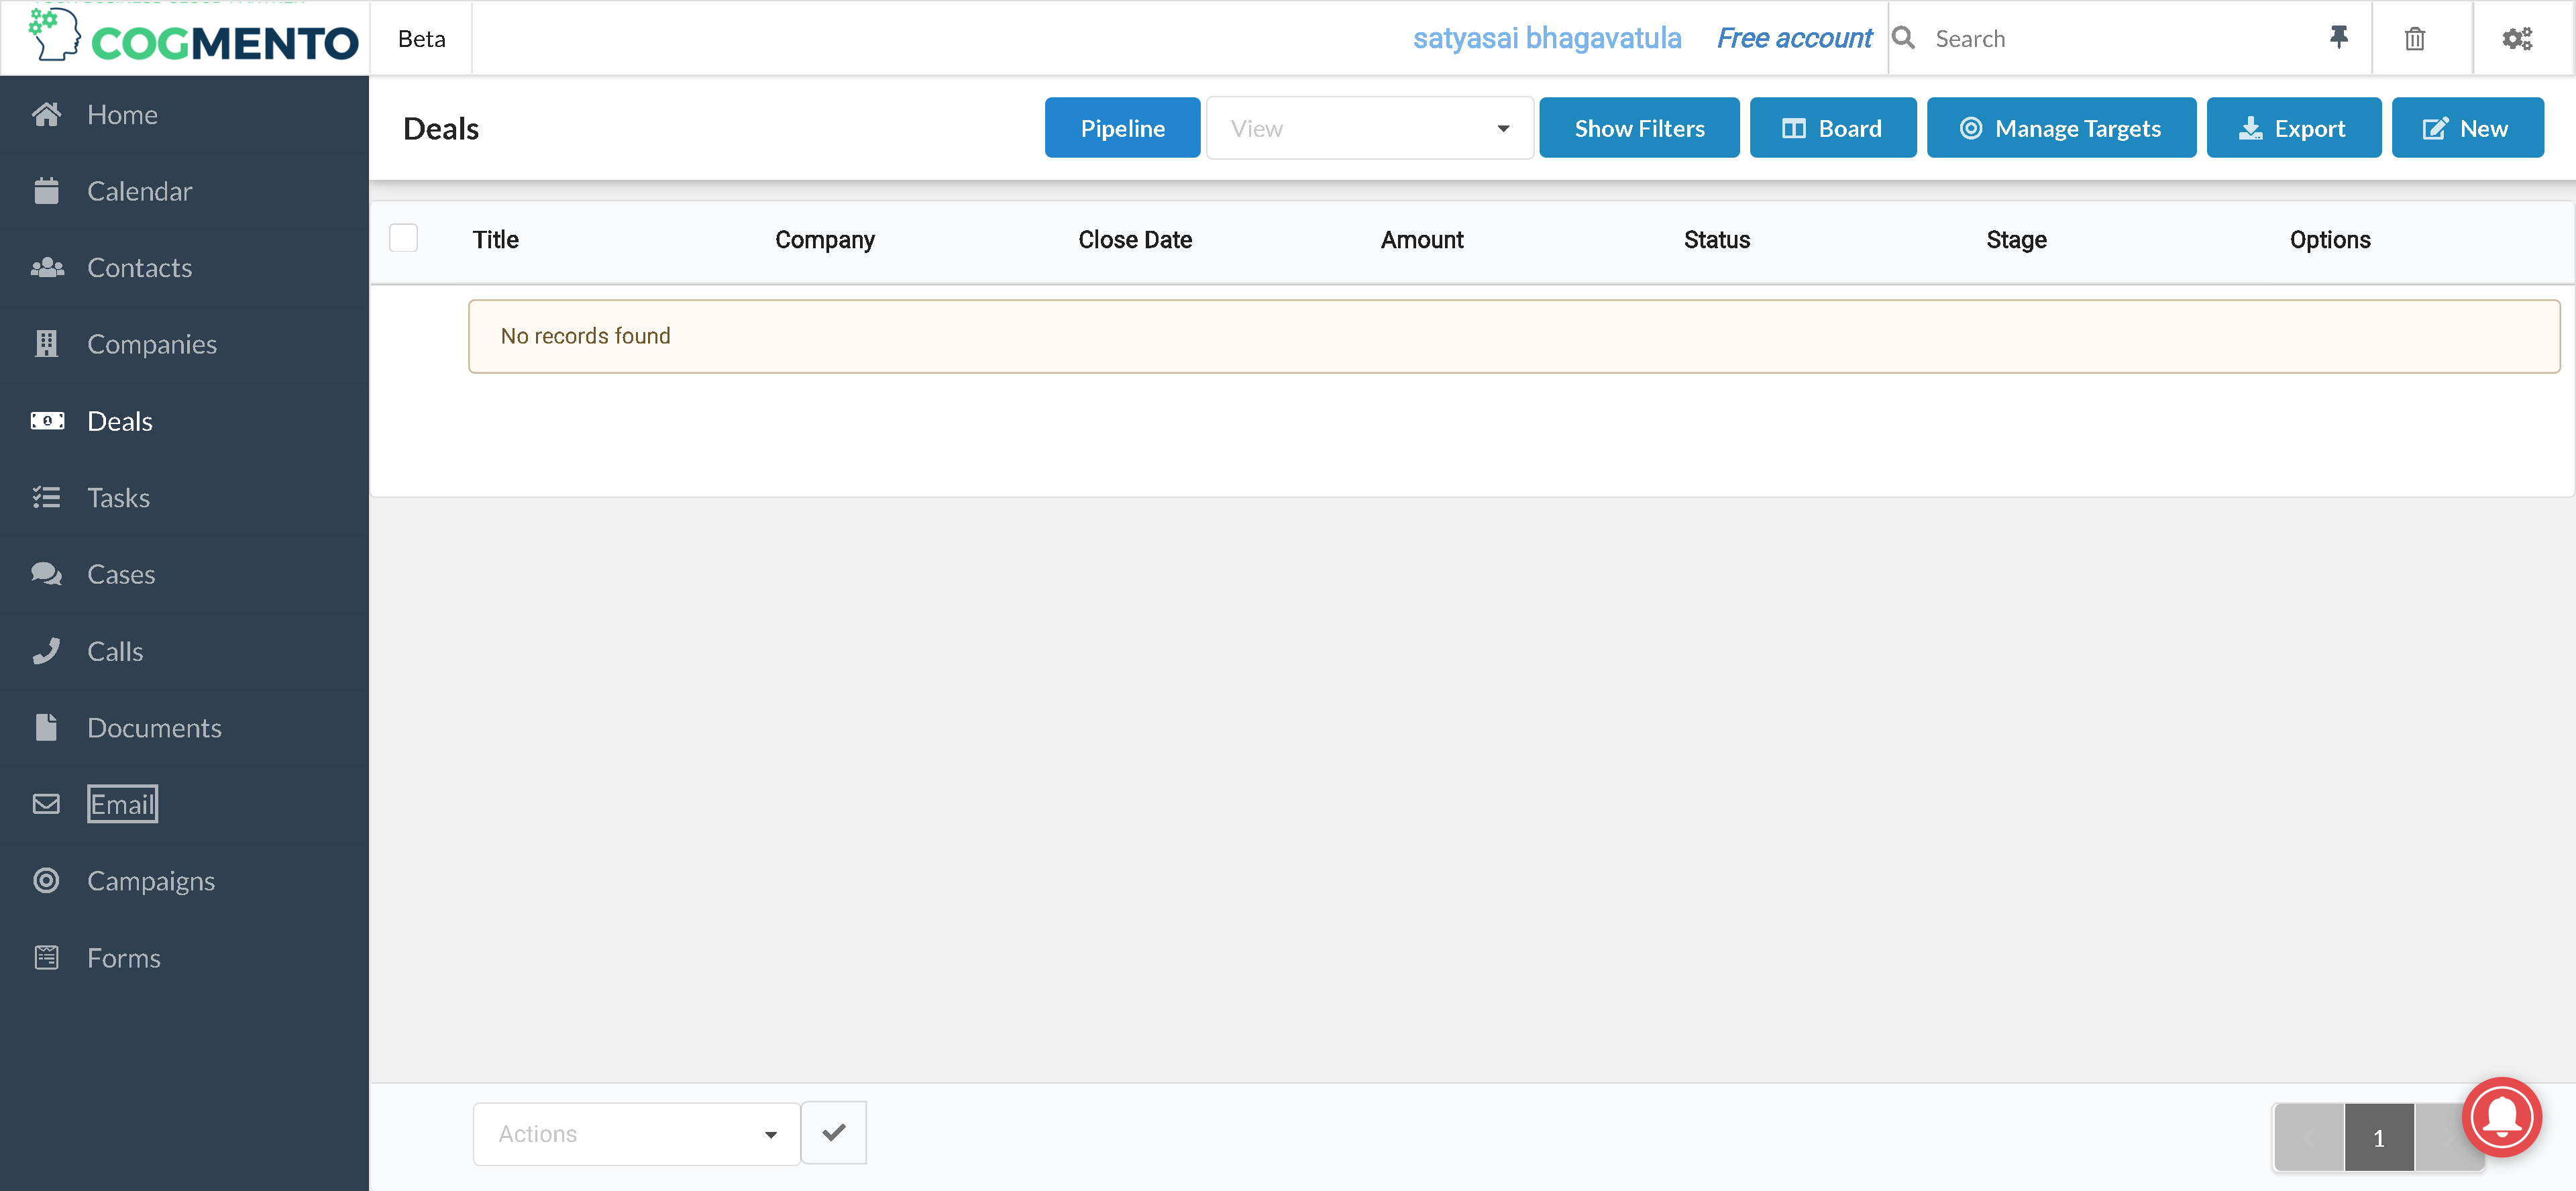 COGMENTO
Beta
satyasai bhagavatula
Free account
Search
Home
Calendar
Contacts
Companies
Deals
Tasks
Cases
Calls
Documents
Email
Campaigns
Forms
Deals
Pipeline
View
Show Filters
Board
Manage Targets
Export
New
Title
Company
Close Date
Amount
Status
Stage
Options
No records found
Actions
1